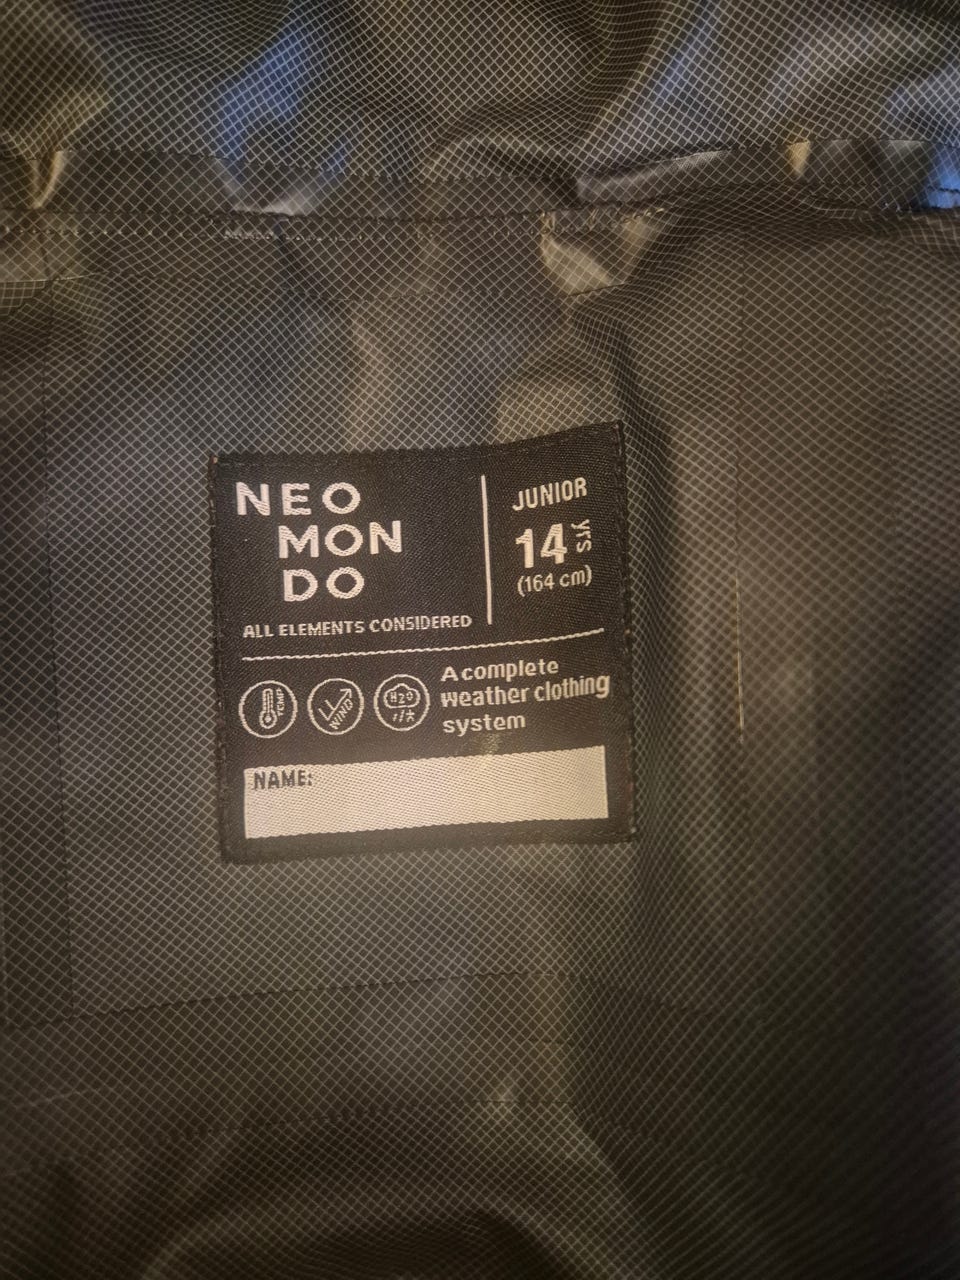 NEO
MON
DO
ALL ELEMENTS CONSIDERED
JUNIOR
14 yrs
(164 cm)
TEMP
WIND
H2O
A complete
weather clothing
system
NAME: